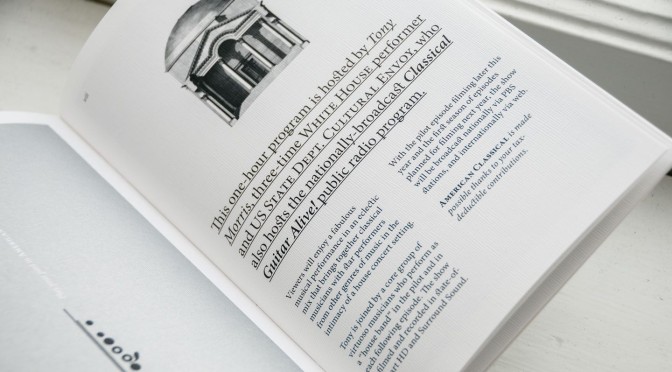 This one-hour program is hosted by Tony
Morris, three-time WHITE HOUSE performer
and US STATE DEPT. CULTURAL ENVOY, who
also hosts the nationally-broadcast Classical
Guitar Alive! public radio program.
Viewers will enjoy a fabulous
musical performance in an eclectic
mix that brings together classical
musicians with star performers
from other genres of music in the
intimacy of a house concert setting.
Tony is joined by a core group of
virtuoso musicians who perform as
a "house band" in the pilot and in
each following episode. The show
filmed and recorded in state-of-
art HD and Surround Sound.
With the pilot episode filming later this
year and the first season of episodes
planned for filming next year, the show
will be broadcast nationally via PBS
stations, and internationally via web.
AMERICAN CLASSICAL is made
possible thanks to your tax-
deductible contributions.